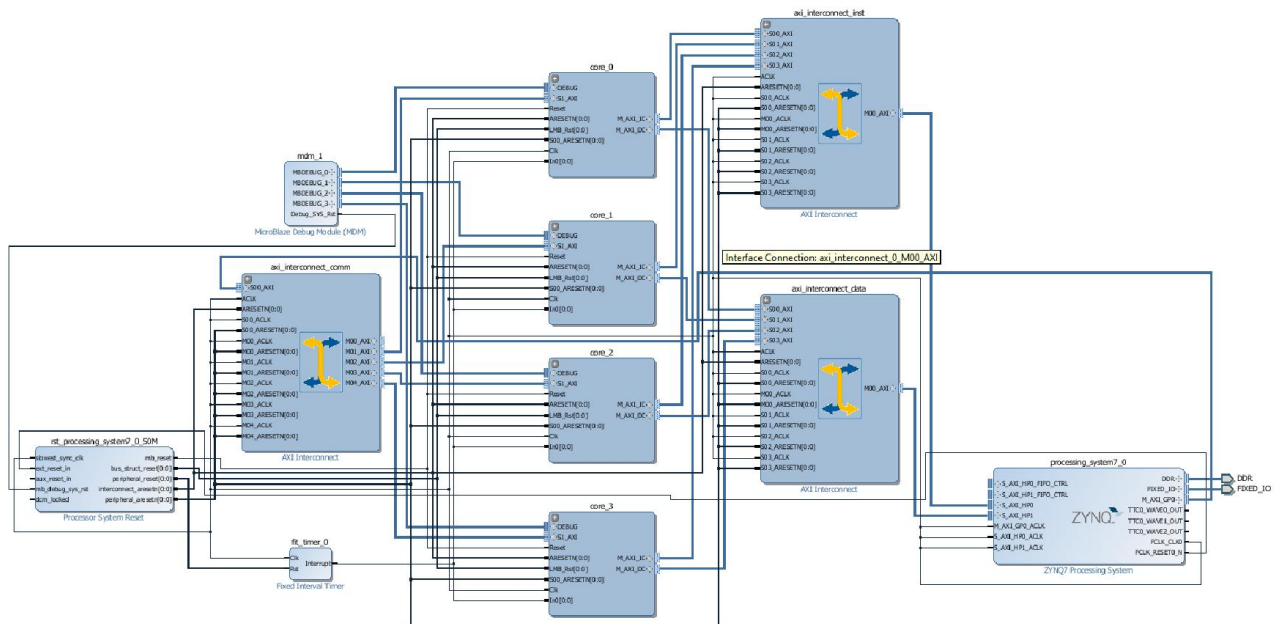 axi_interconnect_inst
S00_AXI
S01_AXI
S02_AXI
S03_AXI
ACLK
ARESETN[0:0]
S00_ACLK
S00_ARESETN[0:0]
M00_ACLK
M00_ARESETN[0:0]
S01_ACLK
S01_ARESETN[0:0]
S02_ACLK
S02_ARESETN[0:0]
S03_ACLK
S03_ARESETN[0:0]
M00_AXI
AXI Interconnect
core_0
DEBUG
S1_AXI
Reset
ARESETN[0:0]
LMB_Rst[0:0]
S00_ARESETN[0:0]
Clk
In0[0:0]
M_AXI_IC
M_AXI_DC
mdm_1
MBDEBUG_0
MBDEBUG_1
MBDEBUG_2
MBDEBUG_3
Debug_SYS_Rst
MicroBlaze Debug Module (MDM)
core_1
DEBUG
S1_AXI
Reset
ARESETN[0:0]
LMB_Rst[0:0]
S00_ARESETN[0:0]
Clk
In0[0:0]
M_AXI_IC
M_AXI_DC
Interface Connection: axi_interconnect_0_M00_AXI
axi_interconnect_comm
S00_AXI
ACLK
ARESETN[0:0]
S00_ACLK
S00_ARESETN[0:0]
M00_ACLK
M00_ARESETN[0:0]
M01_ACLK
M01_ARESETN[0:0]
M02_ACLK
M02_ARESETN[0:0]
M03_ACLK
M03_ARESETN[0:0]
M04_ACLK
M04_ARESETN[0:0]
M00_AXI
M01_AXI
M02_AXI
M03_AXI
M04_AXI
AXI Interconnect
axi_interconnect_data
S00_AXI
S01_AXI
S02_AXI
S03_AXI
ACLK
ARESETN[0:0]
S00_ACLK
S00_ARESETN[0:0]
M00_ACLK
M00_ARESETN[0:0]
S01_ACLK
S01_ARESETN[0:0]
S02_ACLK
S02_ARESETN[0:0]
S03_ACLK
S03_ARESETN[0:0]
M00_AXI
AXI Interconnect
core_2
DEBUG
S1_AXI
Reset
ARESETN[0:0]
LMB_Rst[0:0]
S00_ARESETN[0:0]
Clk
In0[0:0]
M_AXI_IC
M_AXI_DC
rst_processing_system7_0_50M
slowest_sync_clk
ext_reset_in
aux_reset_in
mb_debug_sys_rst
dcm_locked
mb_reset
bus_struct_reset[0:0]
peripheral_reset[0:0]
interconnect_aresetn[0:0]
peripheral_aresetn[0:0]
Processor System Reset
fit_timer_0
Clk
Rst
Interrupt
Fixed Interval Timer
core_3
DEBUG
S1_AXI
Reset
ARESETN[0:0]
LMB_Rst[0:0]
S00_ARESETN[0:0]
Clk
In0[0:0]
M_AXI_IC
M_AXI_DC
processing_system7_0
S_AXI_HP0_FIFO_CTRL
S_AXI_HP1_FIFO_CTRL
S_AXI_HP0
S_AXI_HP1
M_AXI_GP0_ACLK
S_AXI_HP0_ACLK
S_AXI_HP1_ACLK
ZYNQ
DDR
FIXED_IO
M_AXI_GP0
TTC0_WAVE0_OUT
TTC0_WAVE1_OUT
TTC0_WAVE2_OUT
FCLK_CLK0
FCLK_RESET0_N
ZYNQ7 Processing System
DDR
FIXED_IO